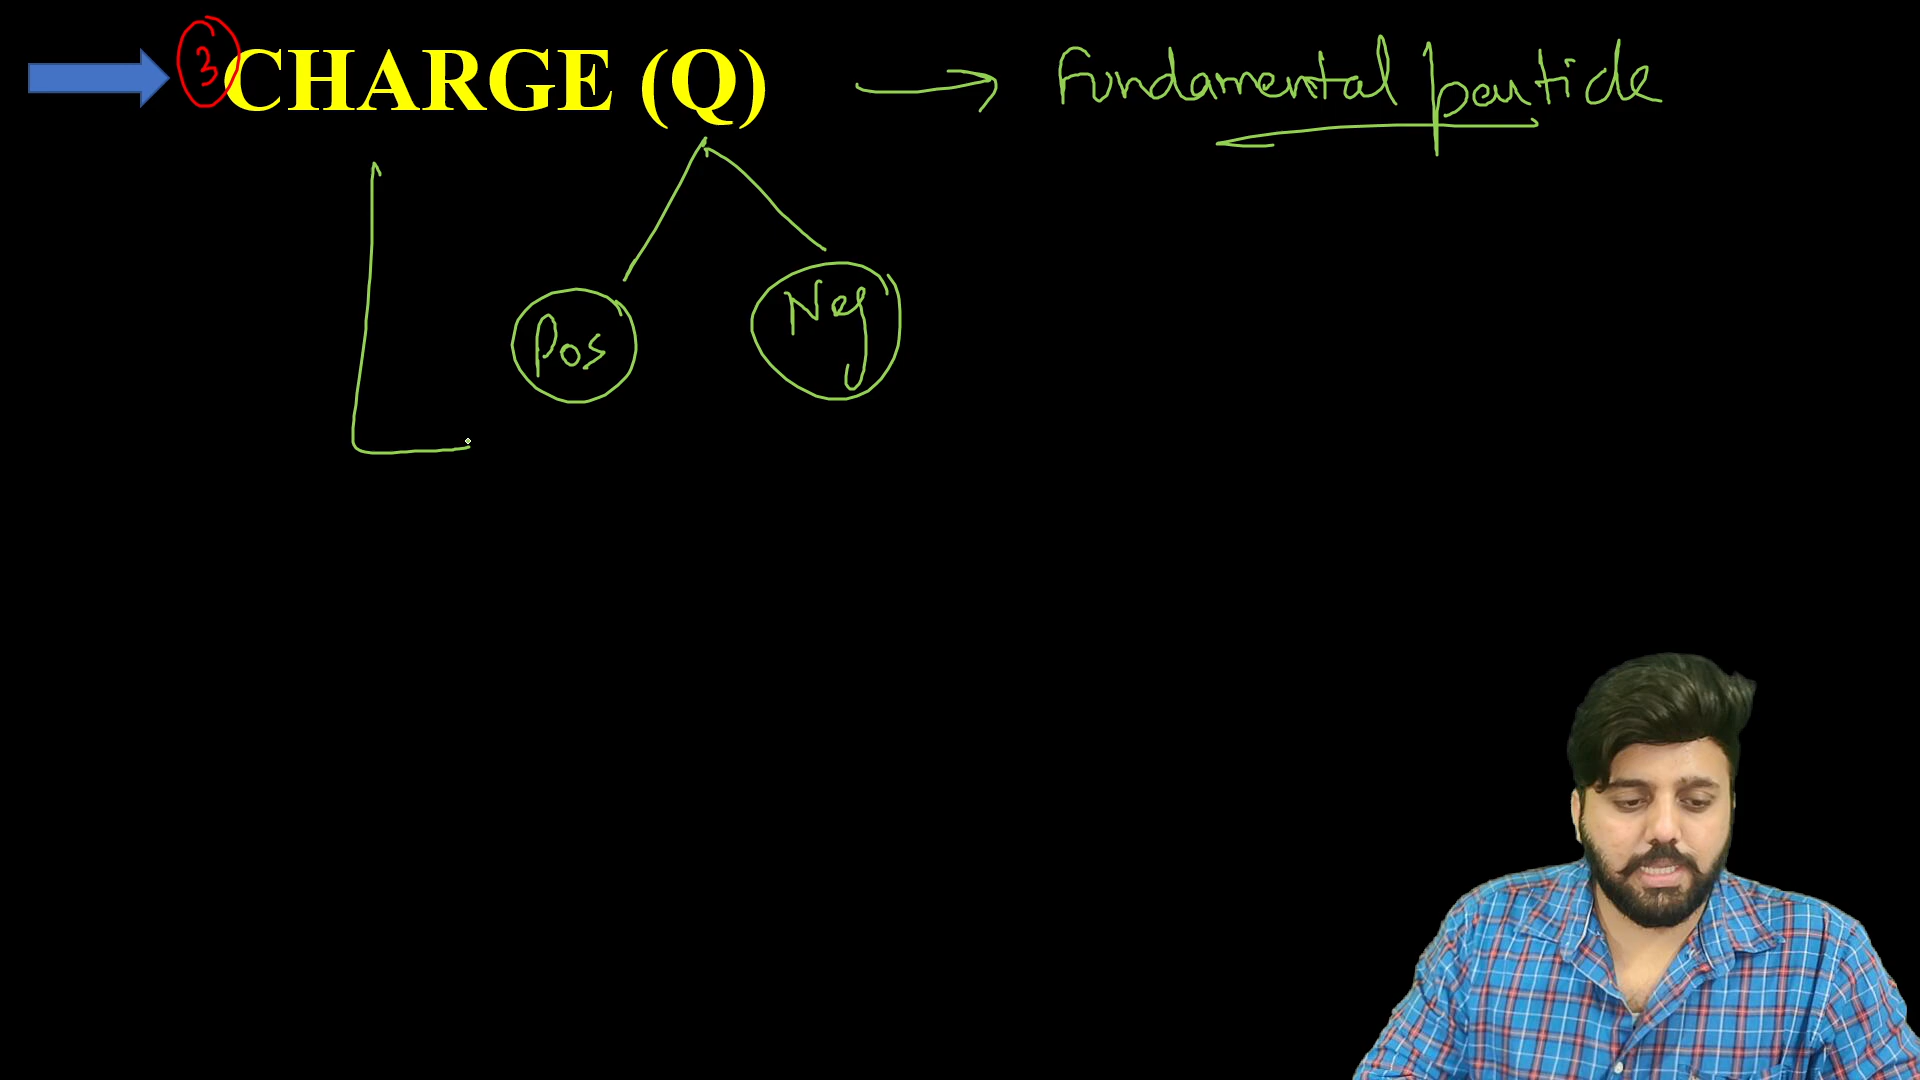 3 CHARGE (Q) → Fundamental particle
Pos Neg